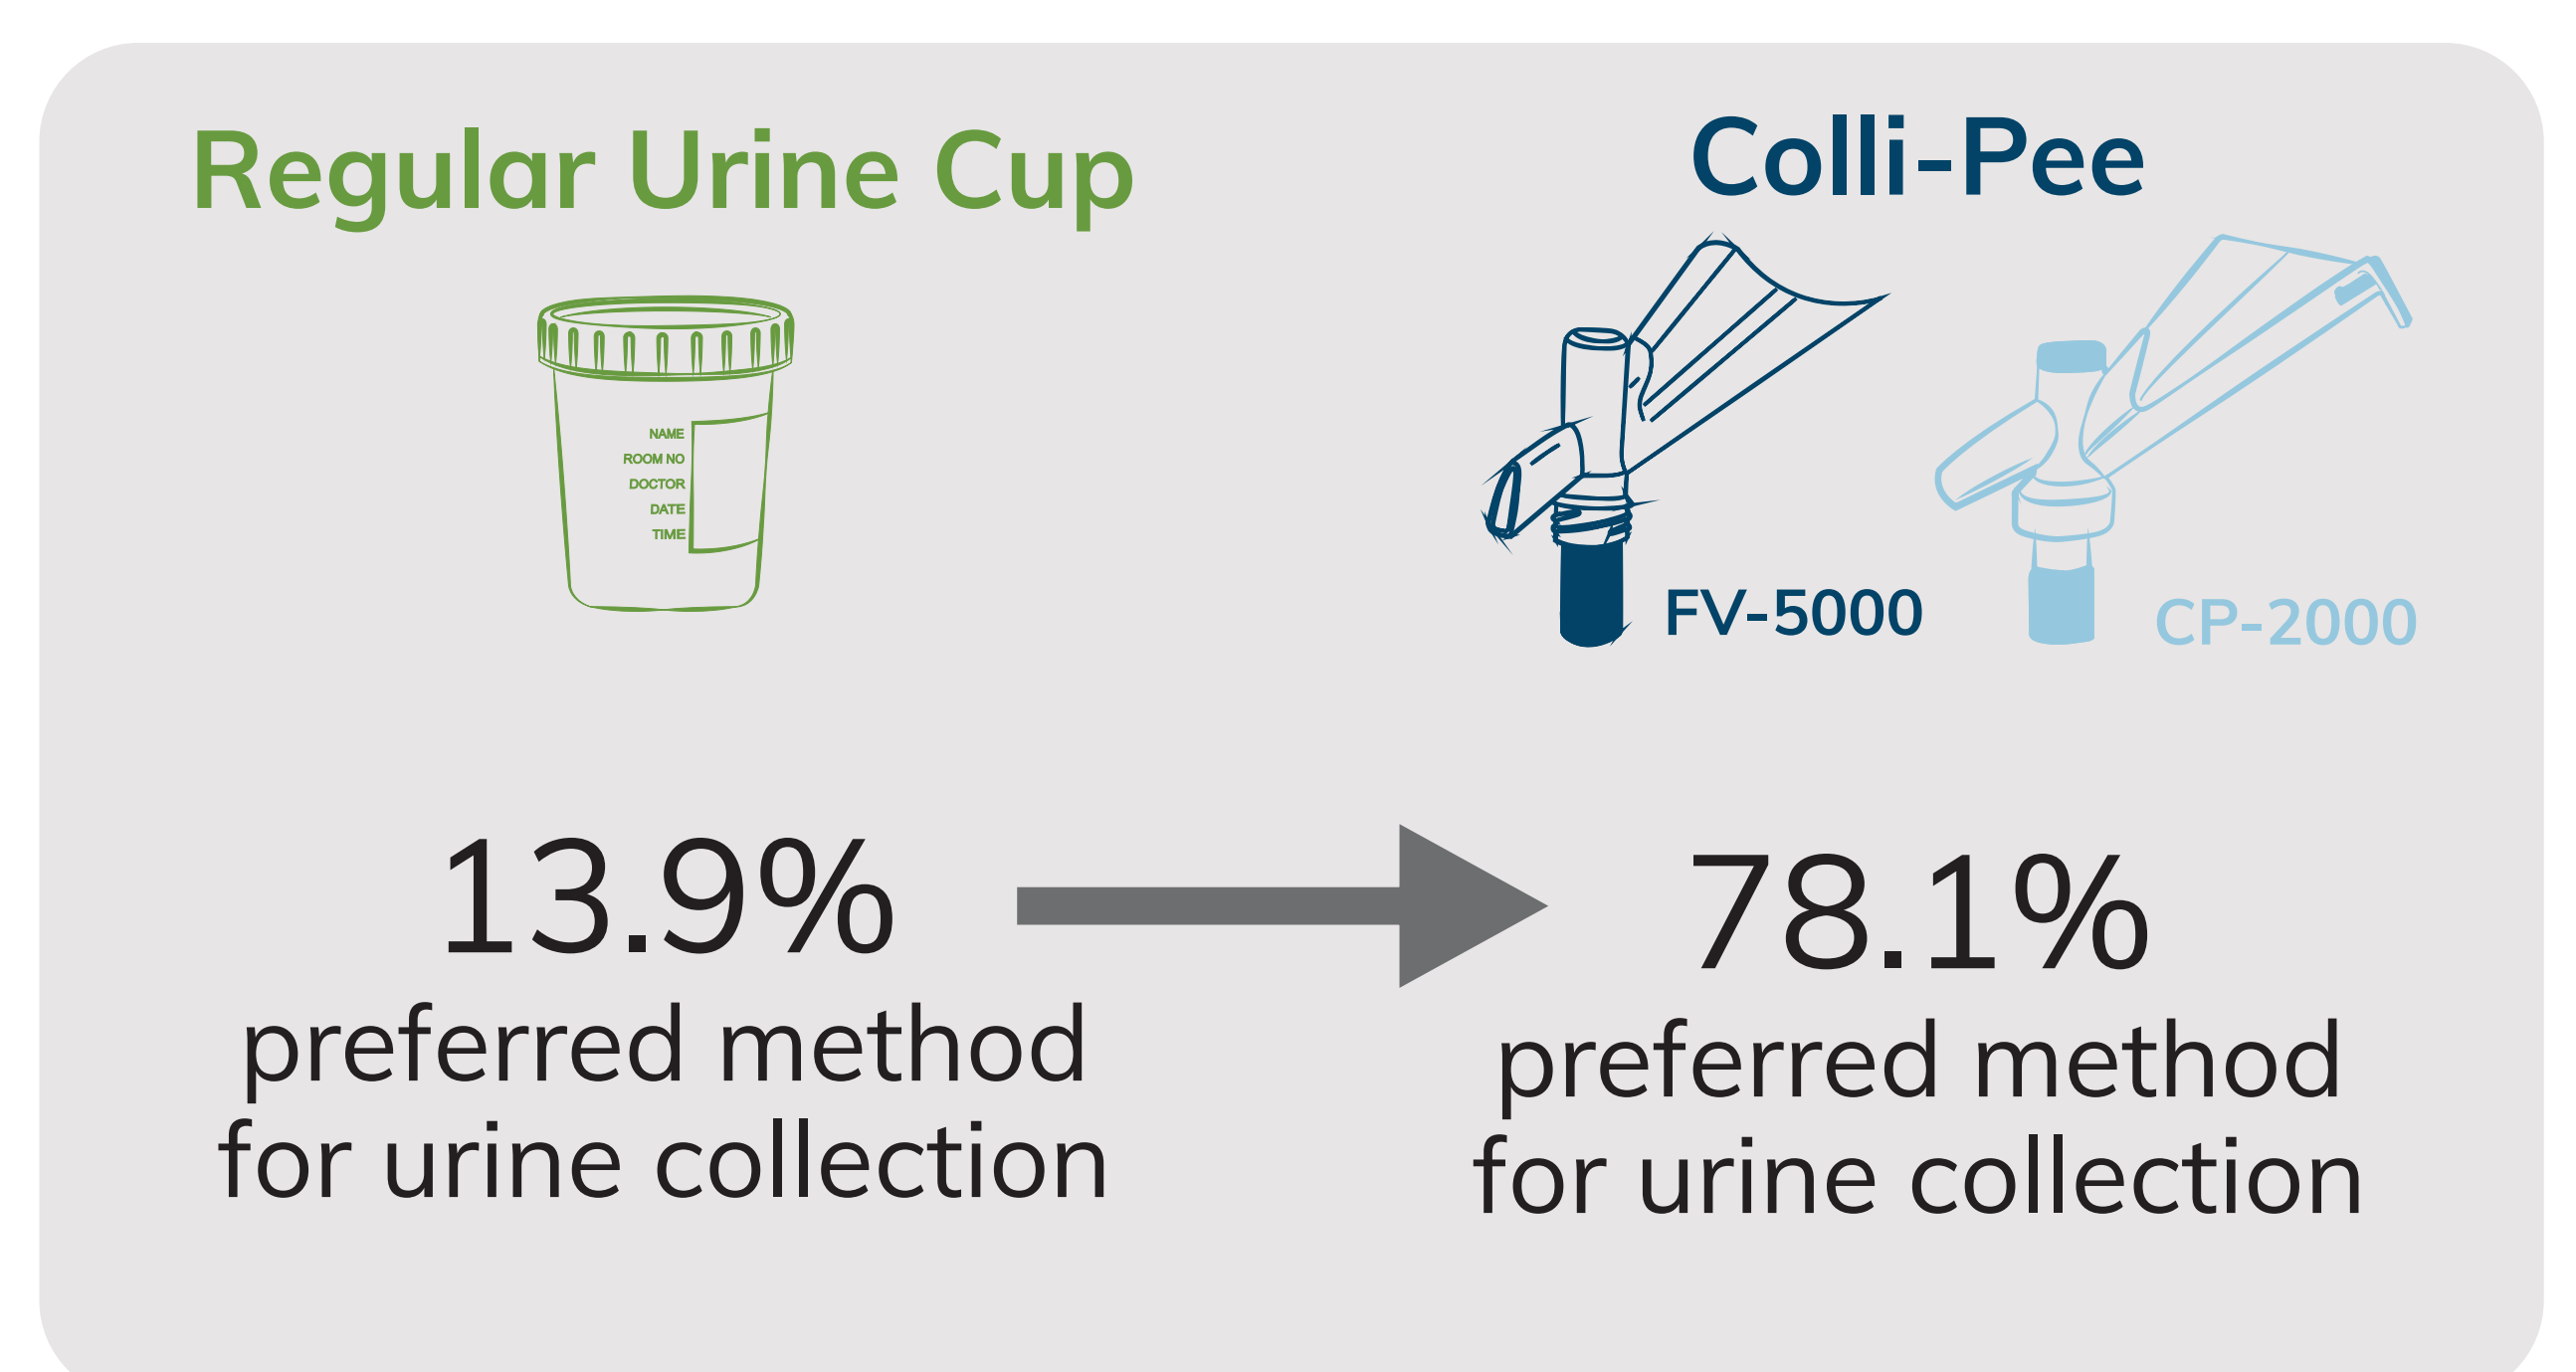 Regular Urine Cup
NAME
ROOM NO
DOCTOR
DATE
TIME
13.9%
preferred method
for urine collection
Colli-Pee
FV-5000
CP-2000
78.1%
preferred method
for urine collection